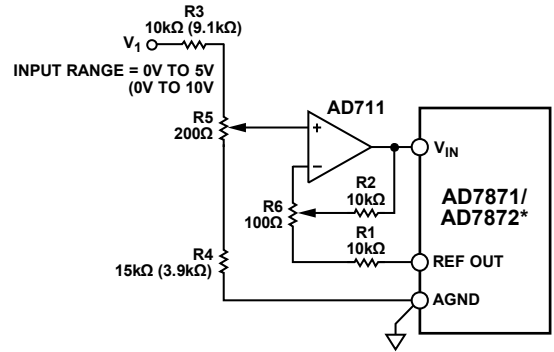 R3
10kΩ (9.1kΩ)
V1
INPUT RANGE = 0V TO 5V
(0V TO 10V
R5
200Ω
AD711
+
–
VIN
R2
10kΩ
AD7871/
AD7872*
R6
100Ω
R1
10kΩ
REF OUT
R4
15kΩ (3.9kΩ)
AGND